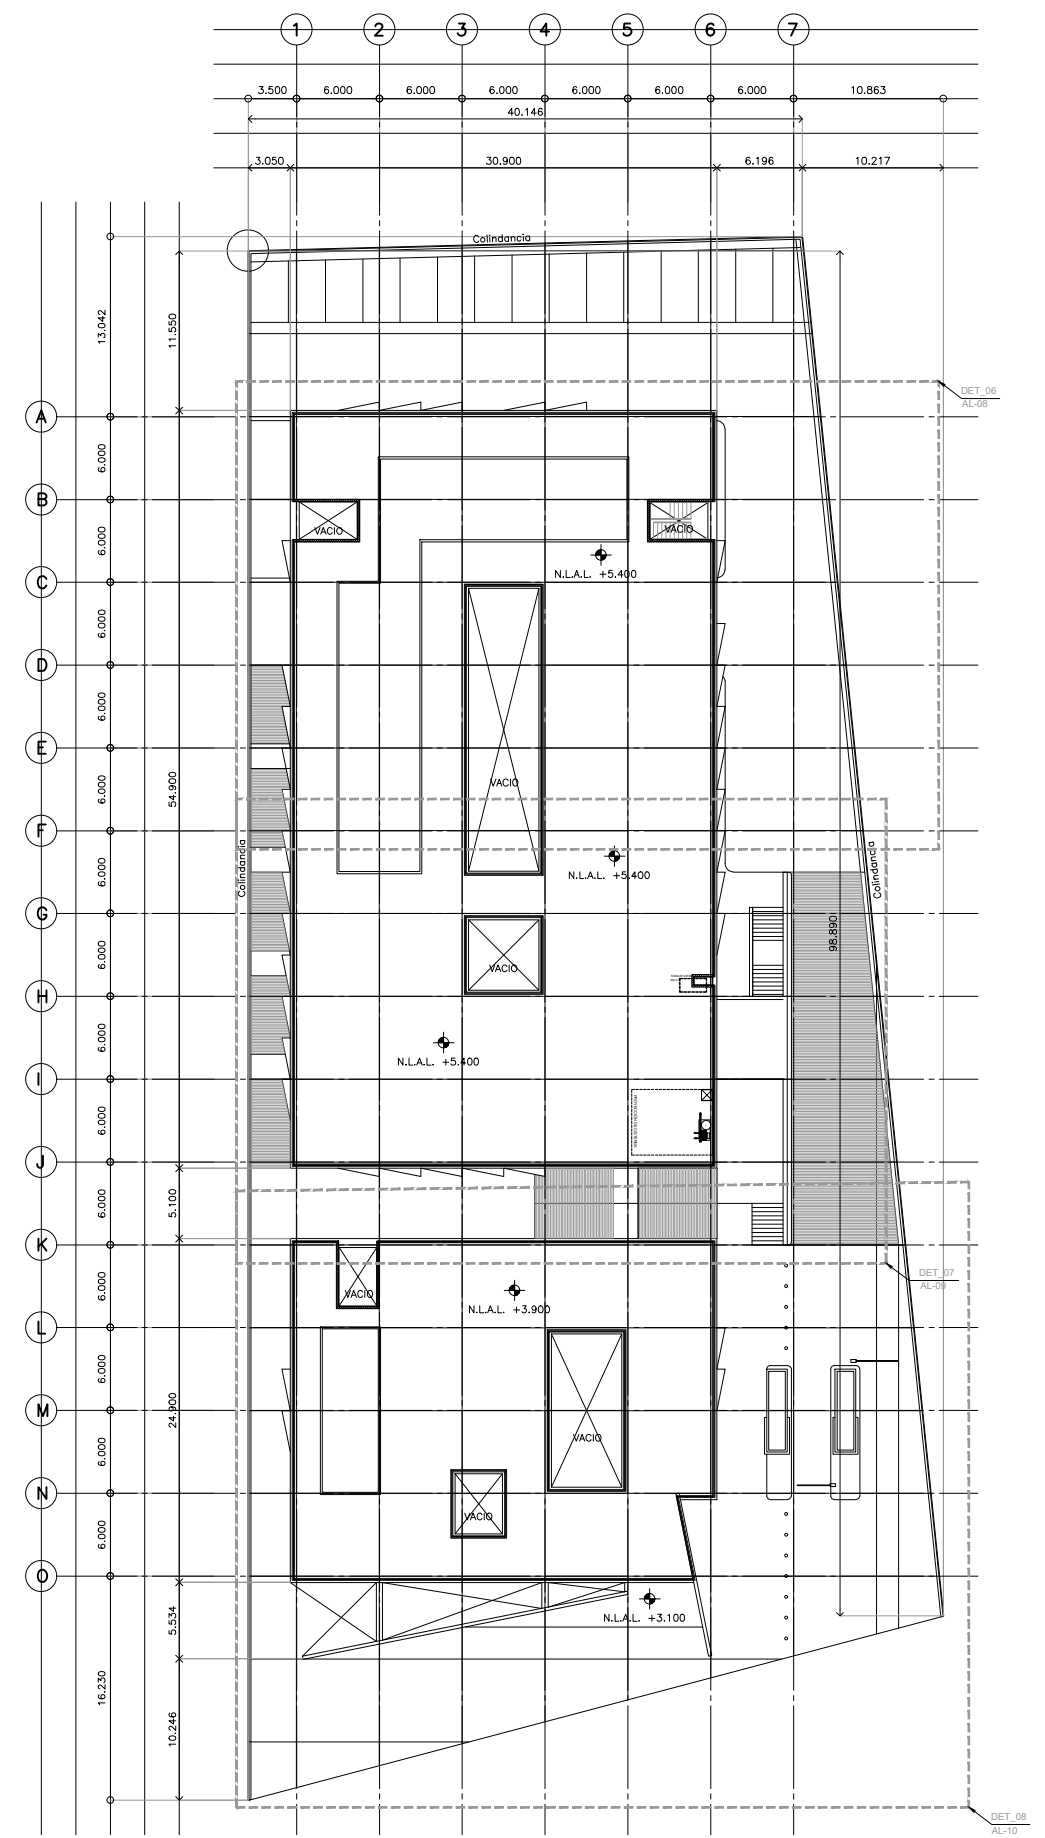 1 2 3 4 5 6 7
3.500 6.000 6.000 6.000 6.000 6.000 6.000 10.863
40.146
3.050 30.900 6.196 10.217
Colindancia
13.042
11.550
DET_06
AL-08
A
6.000
B
VACIO
VACIO
6.000
N.L.A.L. +5.400
C
6.000
D
6.000
E
VACIO
6.000
54.900
F
Colindancia
Colindancia
6.000
N.L.A.L. +5.400
G
98.890
6.000
VACIO
H
6.000
N.L.A.L. +5.400
I
6.000
J
6.000
5.100
K
DET_07
AL-09
6.000
VACIO
N.L.A.L. +3.900
L
6.000
M
24.900
VACIO
6.000
N
VACIO
6.000
O
5.534
N.L.A.L. +3.100
16.230
10.246
DET_08
AL-10